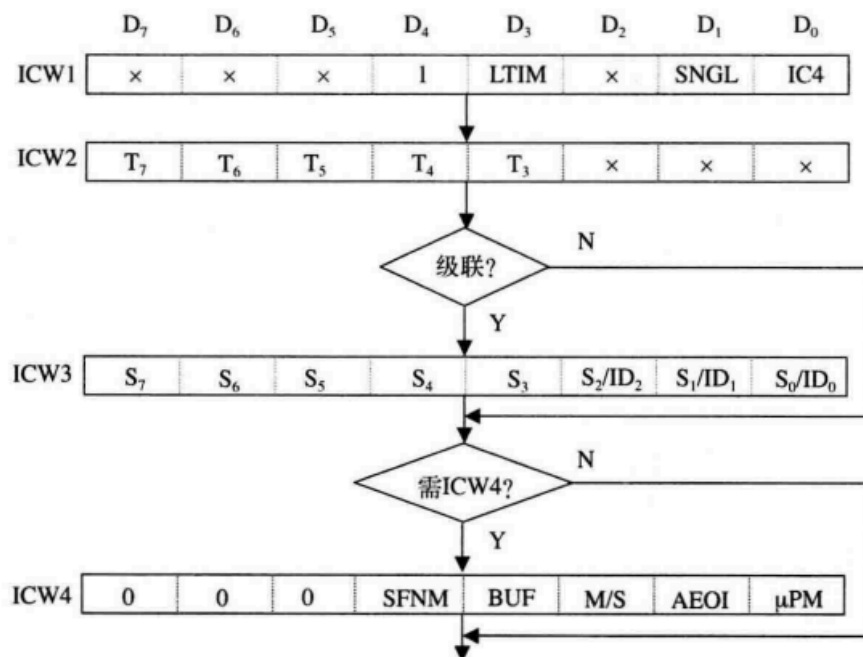 D₇ D₆ D₅ D₄ D₃ D₂ D₁ D₀
ICW1 × × × 1 LTIM × SNGL IC4
ICW2 T₇ T₆ T₅ T₄ T₃ × × ×
级联? N
Y
ICW3 S₇ S₆ S₅ S₄ S₃ S₂/ID₂ S₁/ID₁ S₀/ID₀
需ICW4? N
Y
ICW4 0 0 0 SFNM BUF M/S AEOI μPM